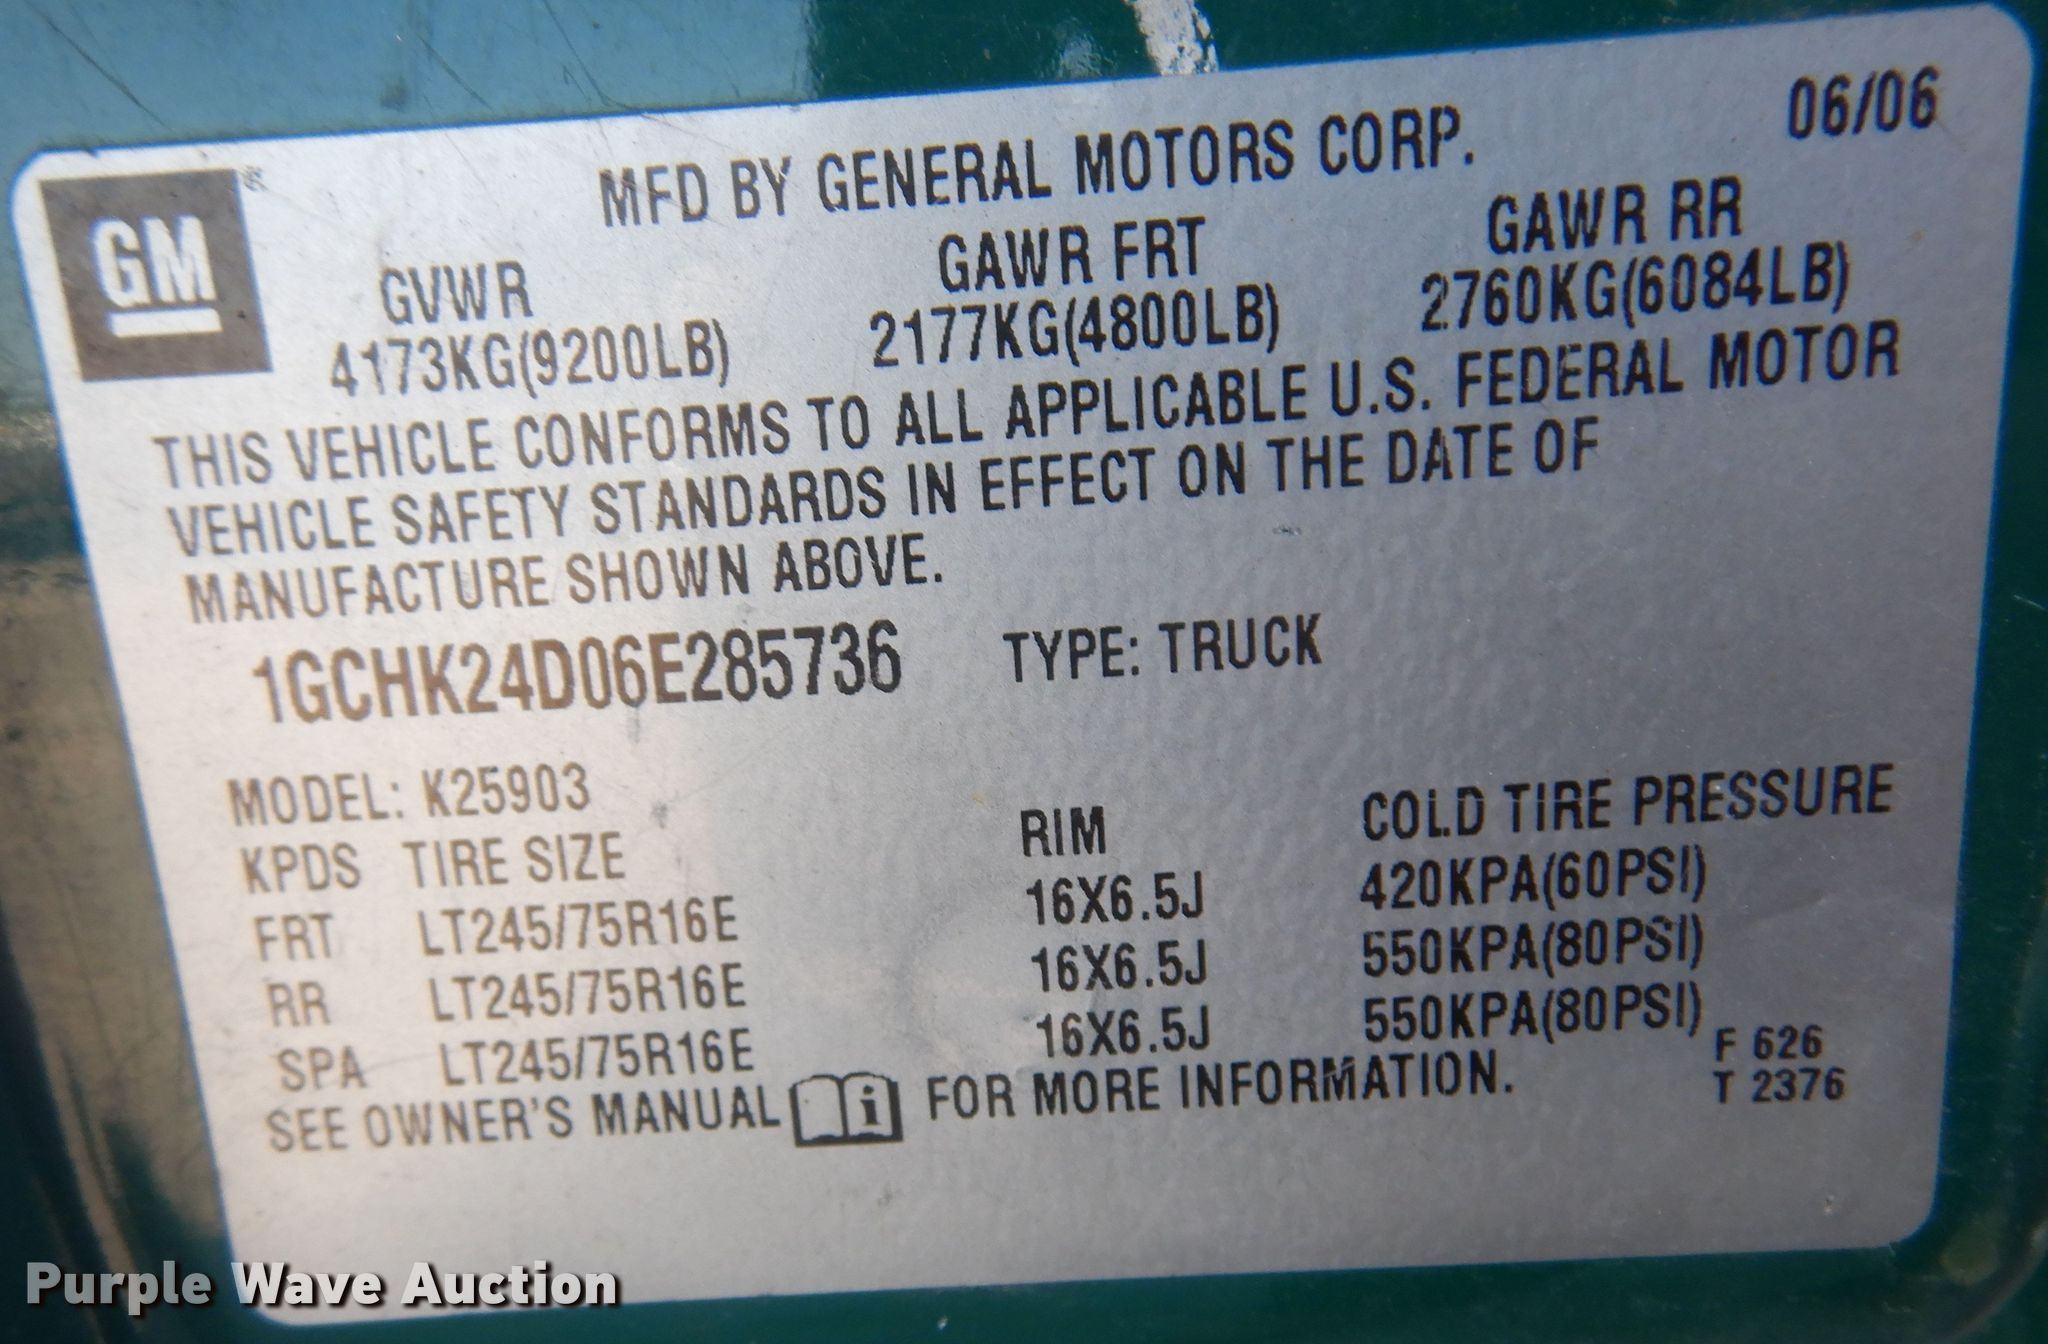 06/06
GM
MFD BY GENERAL MOTORS CORP.
GVWR GAWR FRT GAWR RR
4173KG(9200LB) 2177KG(4800LB) 2760KG(6084LB)
THIS VEHICLE CONFORMS TO ALL APPLICABLE U.S. FEDERAL MOTOR
VEHICLE SAFETY STANDARDS IN EFFECT ON THE DATE OF
MANUFACTURE SHOWN ABOVE.
1GCHK24D06E285736 TYPE: TRUCK
MODEL: K25903
KPDS TIRE SIZE RIM COLD TIRE PRESSURE
FRT LT245/75R16E 16X6.5J 420KPA(60PSI)
RR LT245/75R16E 16X6.5J 550KPA(80PSI)
SPA LT245/75R16E 16X6.5J 550KPA(80PSI)
SEE OWNER'S MANUAL i FOR MORE INFORMATION.
F 626
T 2376
Purple Wave Auction